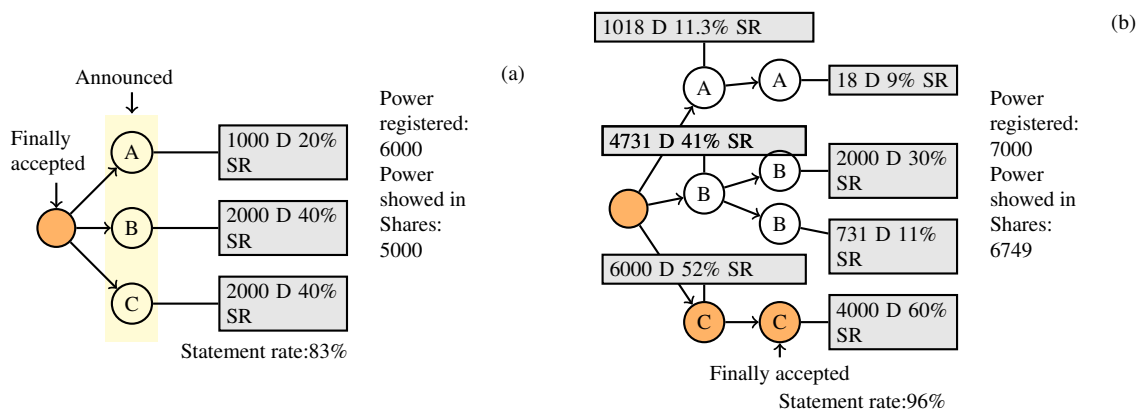 (a)
Announced
Finally
accepted
A
B
C
1000 D 20%
SR
2000 D 40%
SR
2000 D 40%
SR
Statement rate:83%
Power
registered:
6000
Power
showed in
Shares:
5000
(b)
1018 D 11.3% SR
A
A
18 D 9% SR
4731 D 41% SR
B
B
2000 D 30%
SR
B
731 D 11%
SR
6000 D 52% SR
C
C
4000 D 60%
SR
Finally accepted
Statement rate:96%
Power
registered:
7000
Power
showed in
Shares:
6749